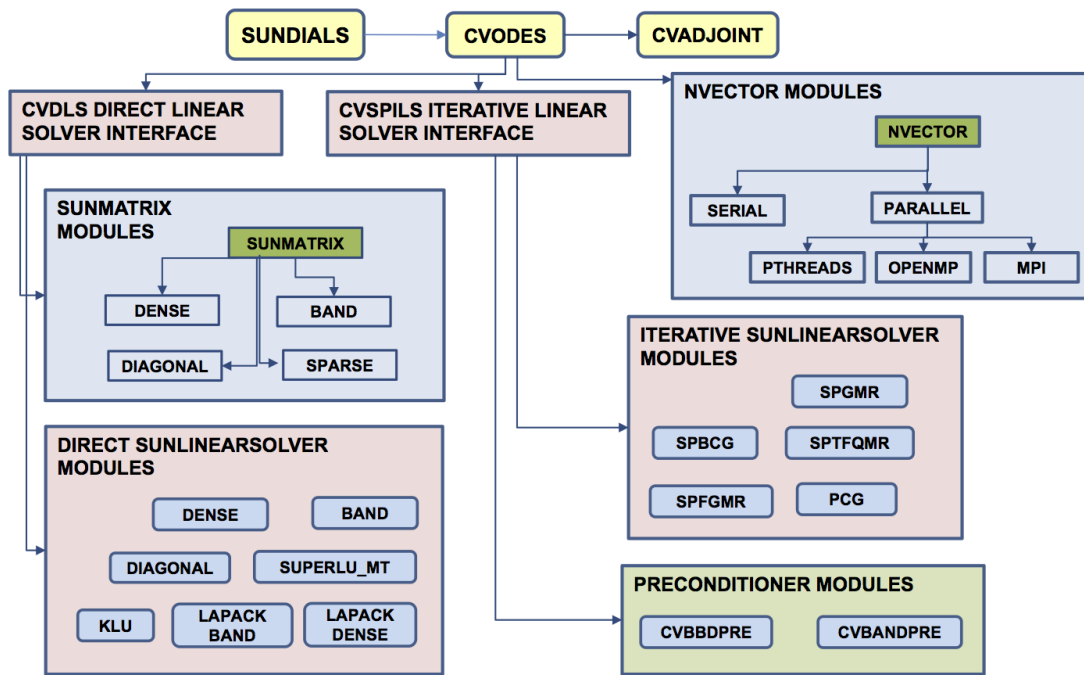 SUNDIALS
CVODES
CVADJOINT
CVDLS DIRECT LINEAR
SOLVER INTERFACE
CVSPILS ITERATIVE LINEAR
SOLVER INTERFACE
NVECTOR MODULES
NVECTOR
SERIAL
PARALLEL
PTHREADS
OPENMP
MPI
SUNMATRIX
MODULES
SUNMATRIX
DENSE
BAND
DIAGONAL
SPARSE
ITERATIVE SUNLINEARSOLVER
MODULES
SPGMR
SPBCG
SPTFQMR
SPFGMR
PCG
DIRECT SUNLINEARSOLVER
MODULES
DENSE
BAND
DIAGONAL
SUPERLU_MT
KLU
LAPACK
BAND
LAPACK
DENSE
PRECONDITIONER MODULES
CVBBDPRE
CVBANDPRE